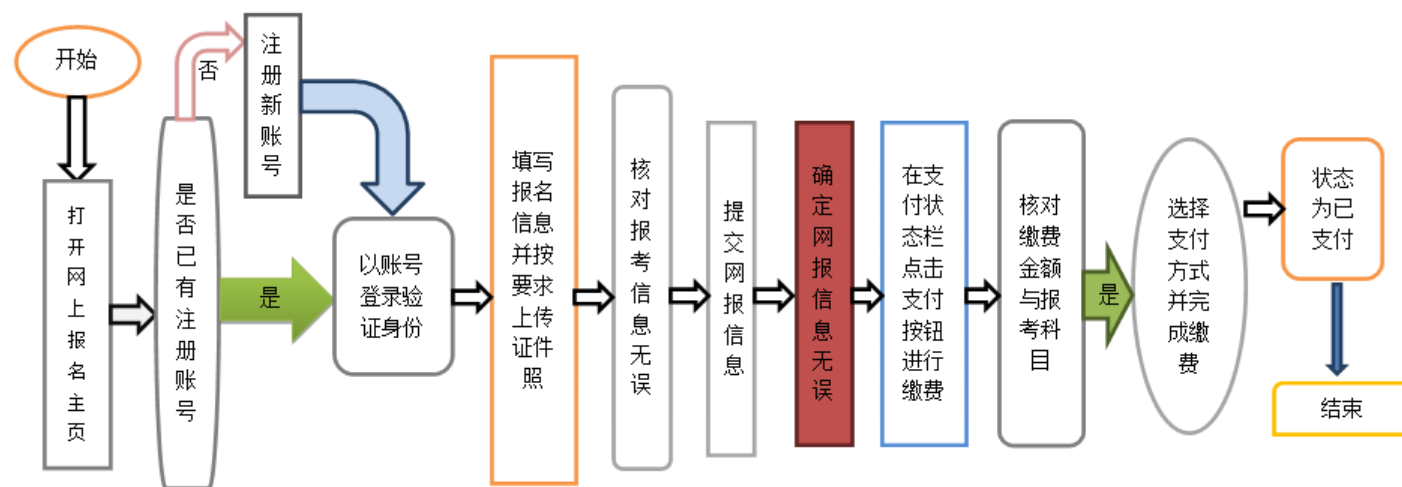 开始
打开网上报名主页
是否已有注册账号
否
注册新账号
是
以账号
登录验
证身份
填写
报名
信息
并按
要求
上传
证件
照
核对报考信息无误
提交网报信息
确定网报信息无误
在支
付状
态栏
点击
支付
按钮
进行
缴费
核对
缴费
金额
与报
考科
目
是
选择
支付
方式
并完
成缴
费
状态
为已
支付
结束